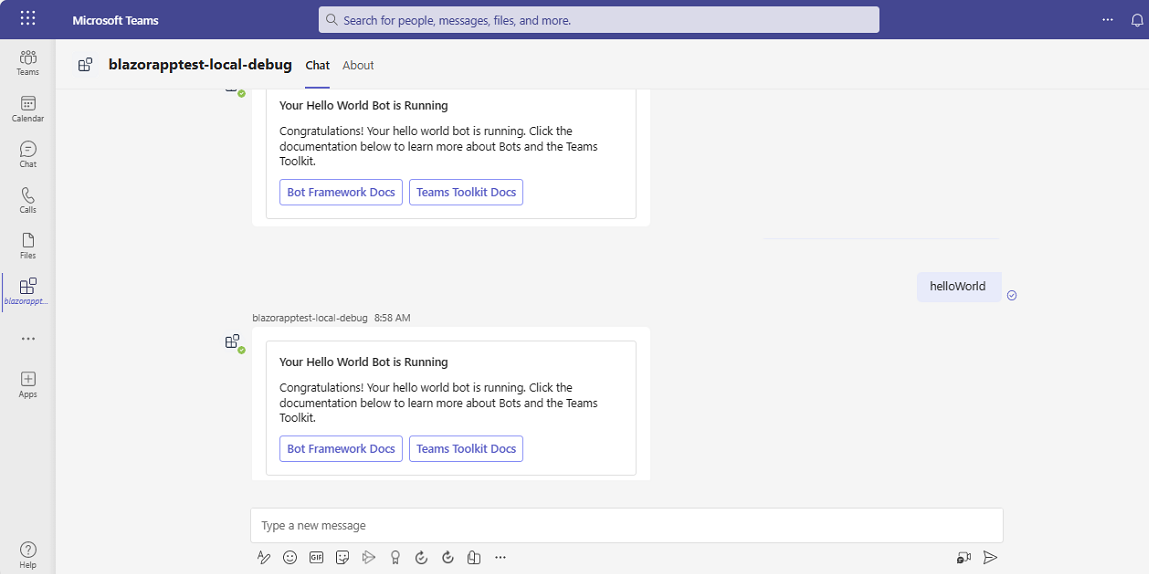 Microsoft Teams
Search for people, messages, files, and more.
Teams
Calendar
Chat
Calls
Files
blazorappt...
Apps
Help
blazorapptest-local-debug Chat About
Your Hello World Bot is Running
Congratulations! Your hello world bot is running. Click the
documentation below to learn more about Bots and the Teams
Toolkit.
Bot Framework Docs Teams Toolkit Docs
helloWorld
blazorapptest-local-debug 8:58 AM
Your Hello World Bot is Running
Congratulations! Your hello world bot is running. Click the
documentation below to learn more about Bots and the Teams
Toolkit.
Bot Framework Docs Teams Toolkit Docs
Type a new message
GIF